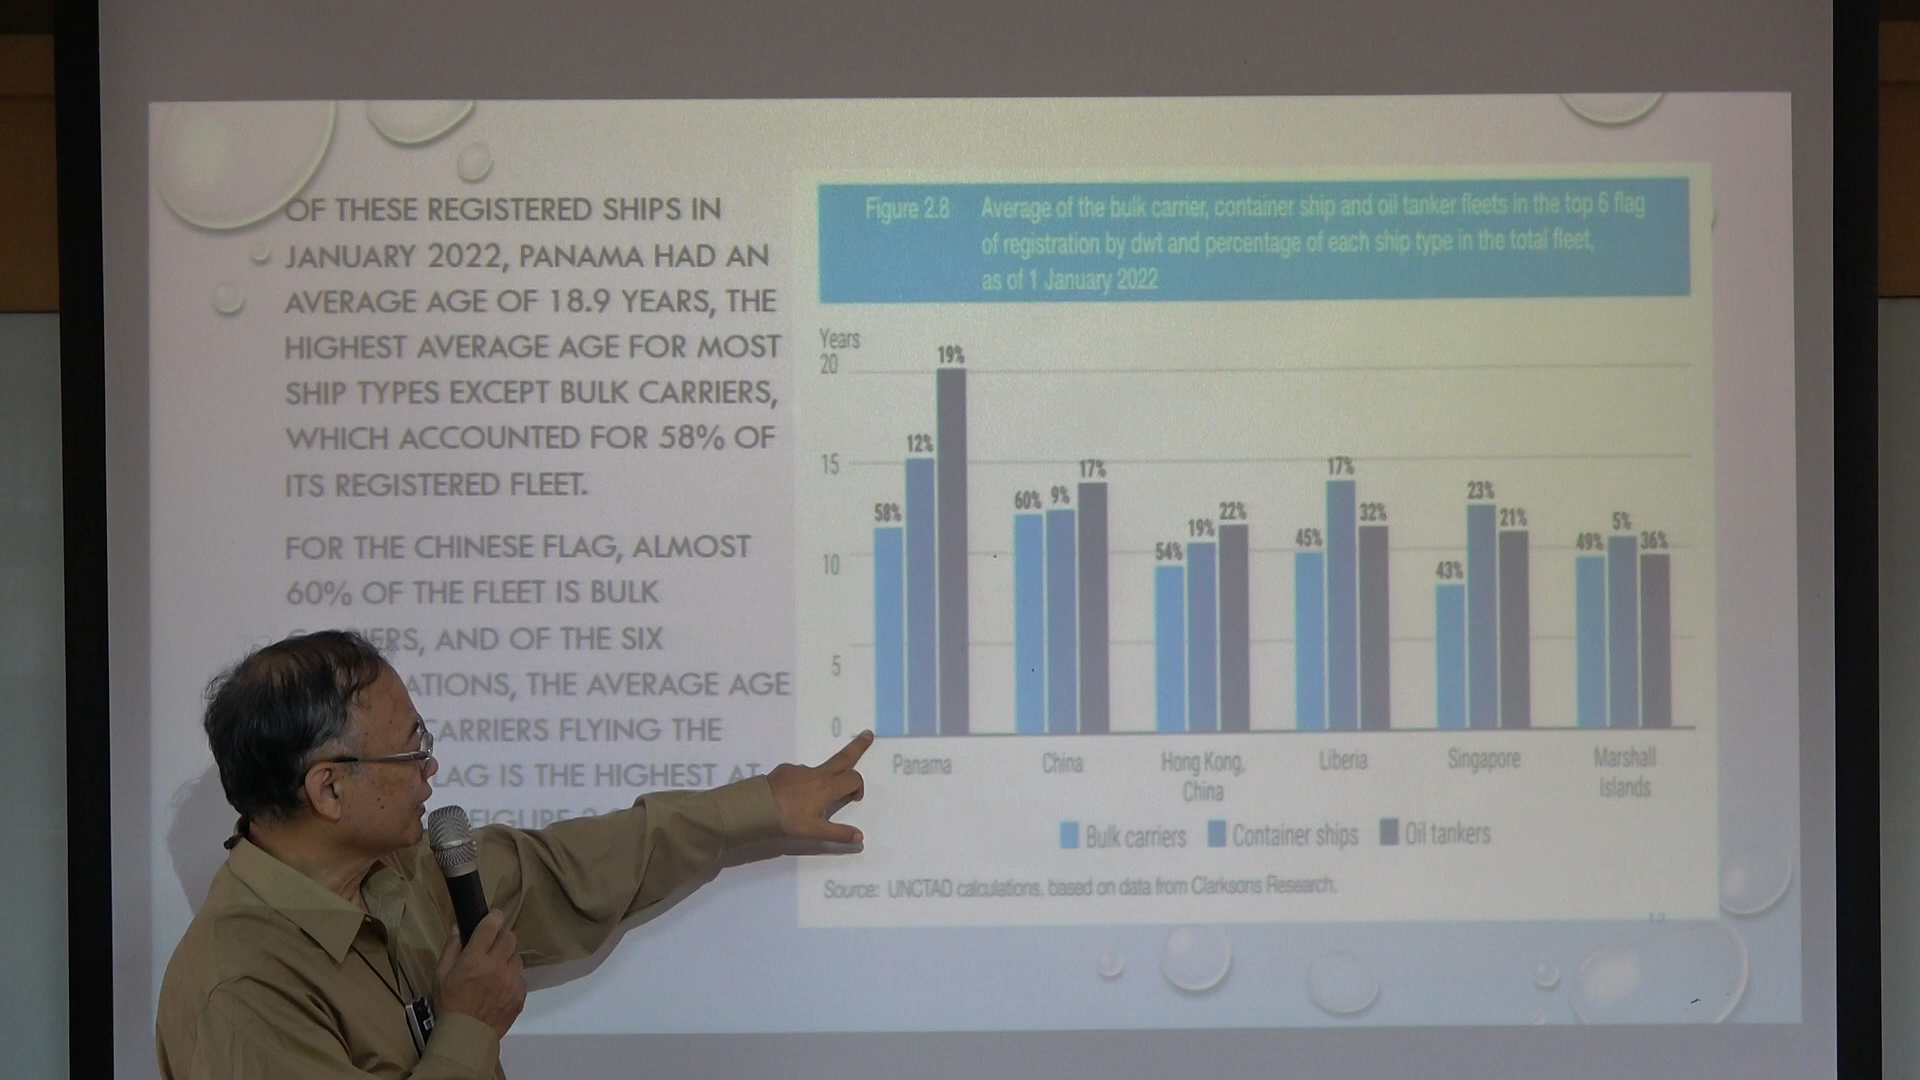 OF THESE REGISTERED SHIPS IN
JANUARY 2022, PANAMA HAD AN
AVERAGE AGE OF 18.9 YEARS, THE
HIGHEST AVERAGE AGE FOR MOST
SHIP TYPES EXCEPT BULK CARRIERS,
WHICH ACCOUNTED FOR 58% OF
ITS REGISTERED FLEET.
FOR THE CHINESE FLAG, ALMOST
60% OF THE FLEET IS BULK
AND OF THE SIX
THE AVERAGE AGE
CARRIERS FLYING THE
IS THE HIGHEST AT
FIGURE
Figure 2.8 Average of the bulk carrier, container ship and oil tanker fleets in the top 6 flag
of registration by dwt and percentage of each ship type in the total fleet,
as of 1 January 2022
Years
20
15
10
5
0
58% 12% 19%
60% 9% 17%
54% 19% 22%
45% 17% 32%
43% 23% 21%
49% 5% 36%
Panama China Hong Kong, China Liberia Singapore Marshall Islands
Bulk carriers Container ships Oil tankers
Source: UNCTAD calculations, based on data from Clarksons Research.